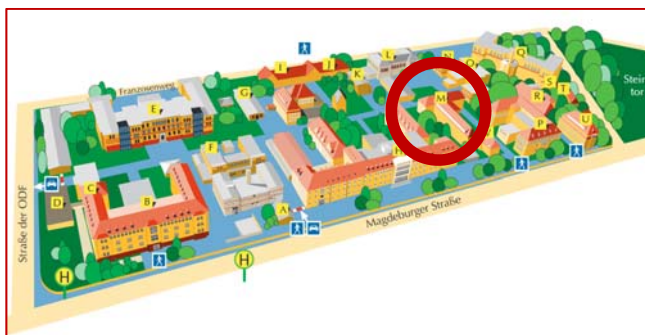 L
I
J
N
O
Q
K
Franzosenweg
S
Stein
tor
G
M
R
T
E
P
U
F
H
C
D
B
A
Straße der ODF
Magdeburger Straße
H
H